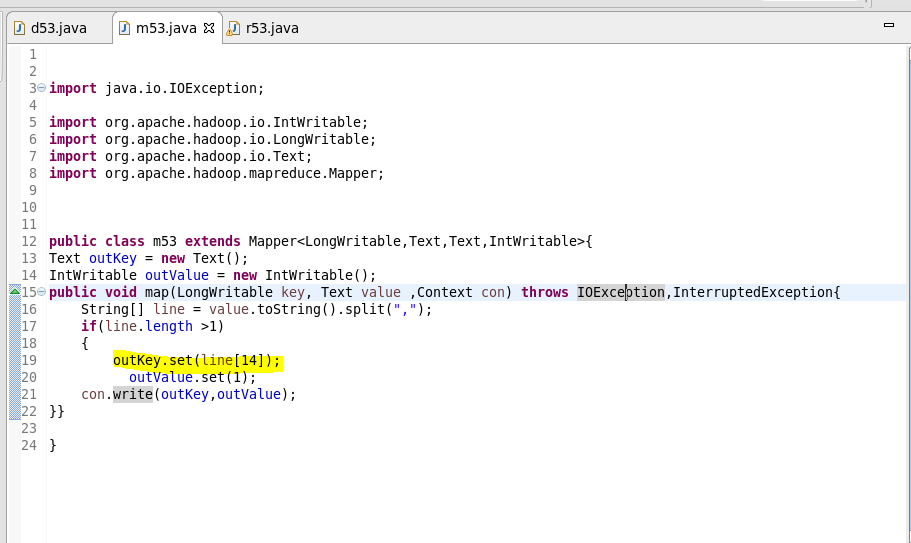 d53.java m53.java r53.java
1
2
3 import java.io.IOException;
4
5 import org.apache.hadoop.io.IntWritable;
6 import org.apache.hadoop.io.LongWritable;
7 import org.apache.hadoop.io.Text;
8 import org.apache.hadoop.mapreduce.Mapper;
9
10
11
12 public class m53 extends Mapper<LongWritable,Text,Text,IntWritable>{
13 Text outKey = new Text();
14 IntWritable outValue = new IntWritable();
15 public void map(LongWritable key, Text value ,Context con) throws IOException,InterruptedException{
16     String[] line = value.toString().split(",");
17     if(line.length >1)
18     {
19         outKey.set(line[14]);
20           outValue.set(1);
21     con.write(outKey,outValue);
22 }}
23
24 }